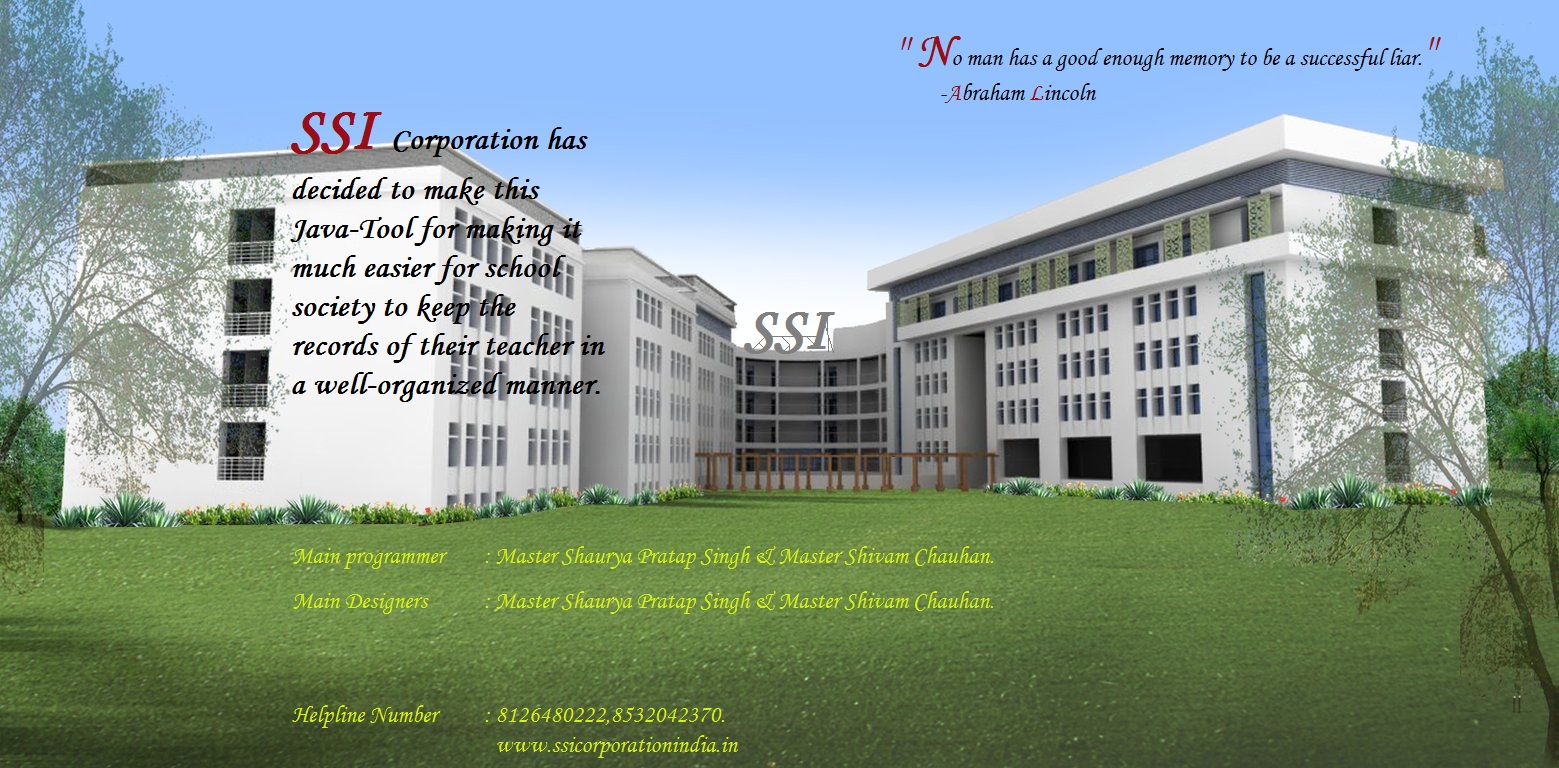 " No man has a good enough memory to be a successful liar."
-Abraham Lincoln
SSI Corporation has
decided to make this
Java-Tool for making it
much easier for school
society to keep the
records of their teacher in
a well-organized manner.
SSI
Main programmer : Master Shaurya Pratap Singh & Master Shivam Chauhan.
Main Designers : Master Shaurya Pratap Singh & Master Shivam Chauhan.
Helpline Number : 8126480222,8532042370.
www.ssicorporationindia.in